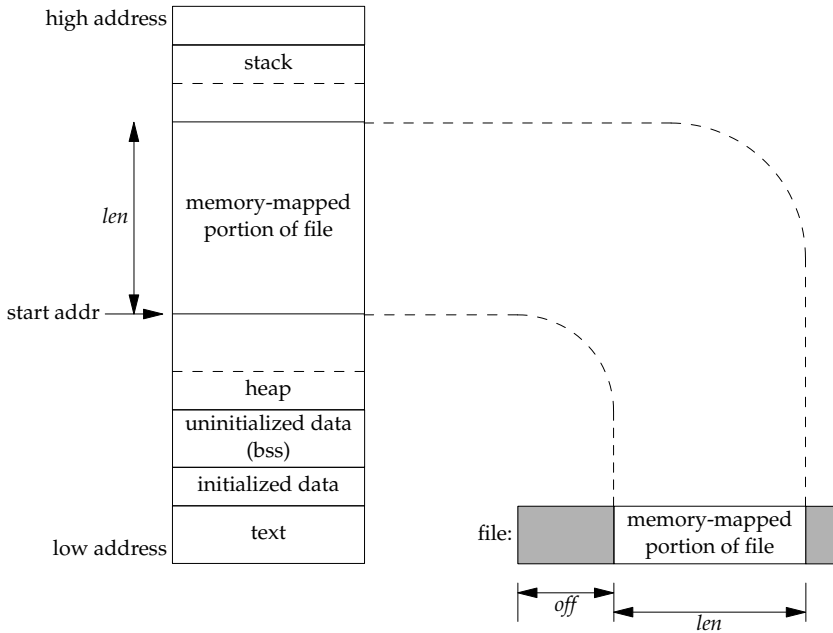 high address
stack
len
memory-mapped
portion of file
start addr
heap
uninitialized data
(bss)
initialized data
text
low address
file:
memory-mapped
portion of file
off
len